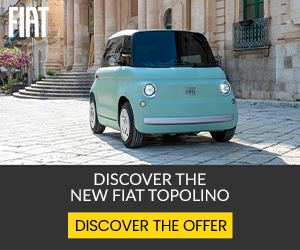 FIAT
DISCOVER THE
NEW FIAT TOPOLINO
DISCOVER THE OFFER